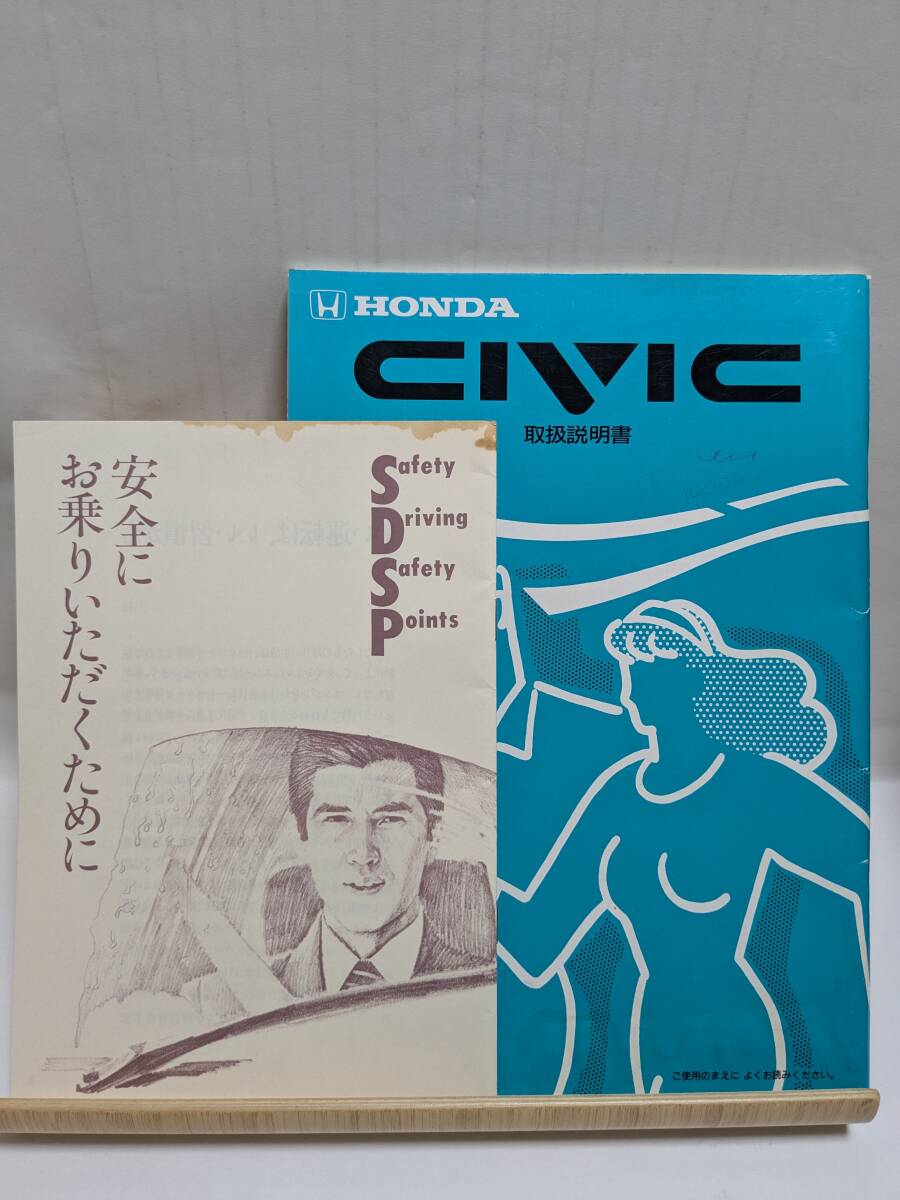 HONDA
CIVIC
取扱説明書
10000
ご使用のまえに よくお読みください。
安全に
お乗りいただくために
Safety
Driving
Safety
Points